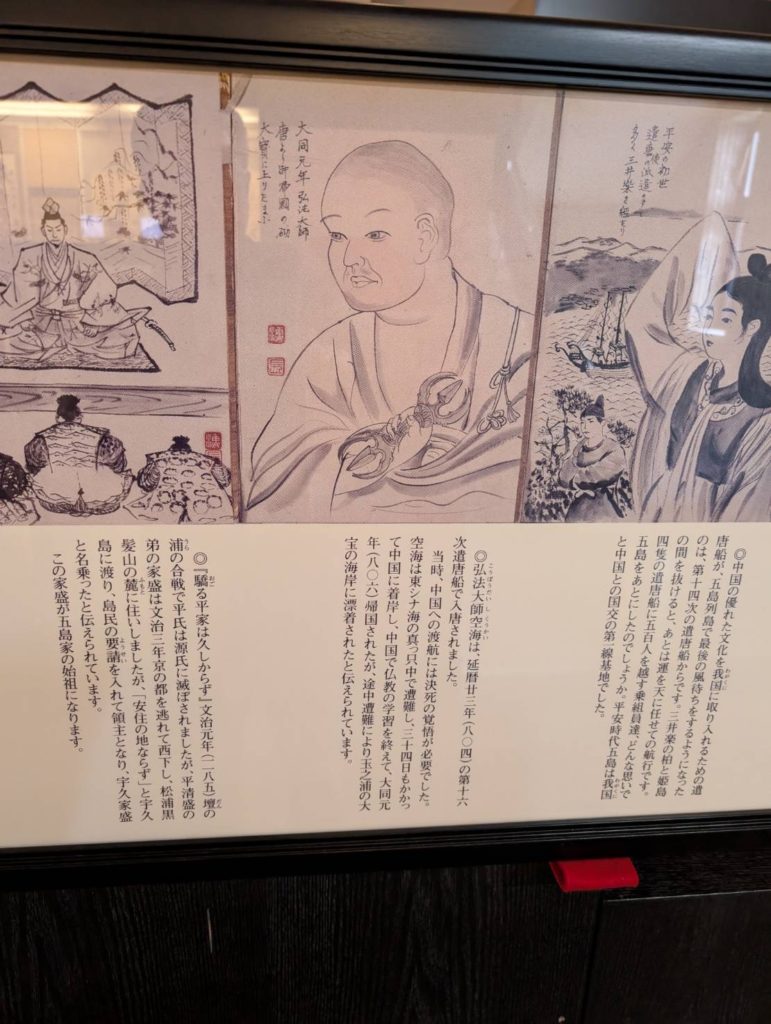 平安の初世
遣唐使の派遣は
大同元年弘法大師
唐より御帰国の砌
大寳に上りたまふ
◎中国の優れた文化を我国に取り入れるための遣
唐船が、五島列島で最後の風待ちをするようになった
のは、第十四次の遣唐船からです。三井楽の柏と姫島
の間を抜けると、あとは運を天に任せての航行です。
四隻の遣唐船に五百人を越す乗組員達、どんな思いで
五島をあとにしたのでしょうか。平安時代五島は我国
と中国との国交の第一線基地でした。
◎弘法大師空海は、延暦廿三年(八〇四)の第十六
次遣唐船で入唐されました。
当時、中国への渡航には決死の覚悟が必要でした。
空海は東シナ海の真っ只中で遭難し、三十四日もかかっ
て中国に着岸し、中国で仏教の学習を終えて、大同元
年(八〇六)帰国されたが、途中遭難により玉之浦の大
宝の海岸に漂着されたと伝えられています。
◎『驕る平家は久しからず』文治元年(一一八五)壇の
浦の合戦で平氏は源氏に滅ぼされましたが、平清盛の
弟の家盛は文治三年京の都を逃れて西下し、松浦黒
髪山の麓に住いしましたが、「安住の地ならず」と宇久
島に渡り、島民の要請を入れて領主となり、宇久家盛
と名乗ったと伝えられています。
この家盛が五島家の始祖になります。